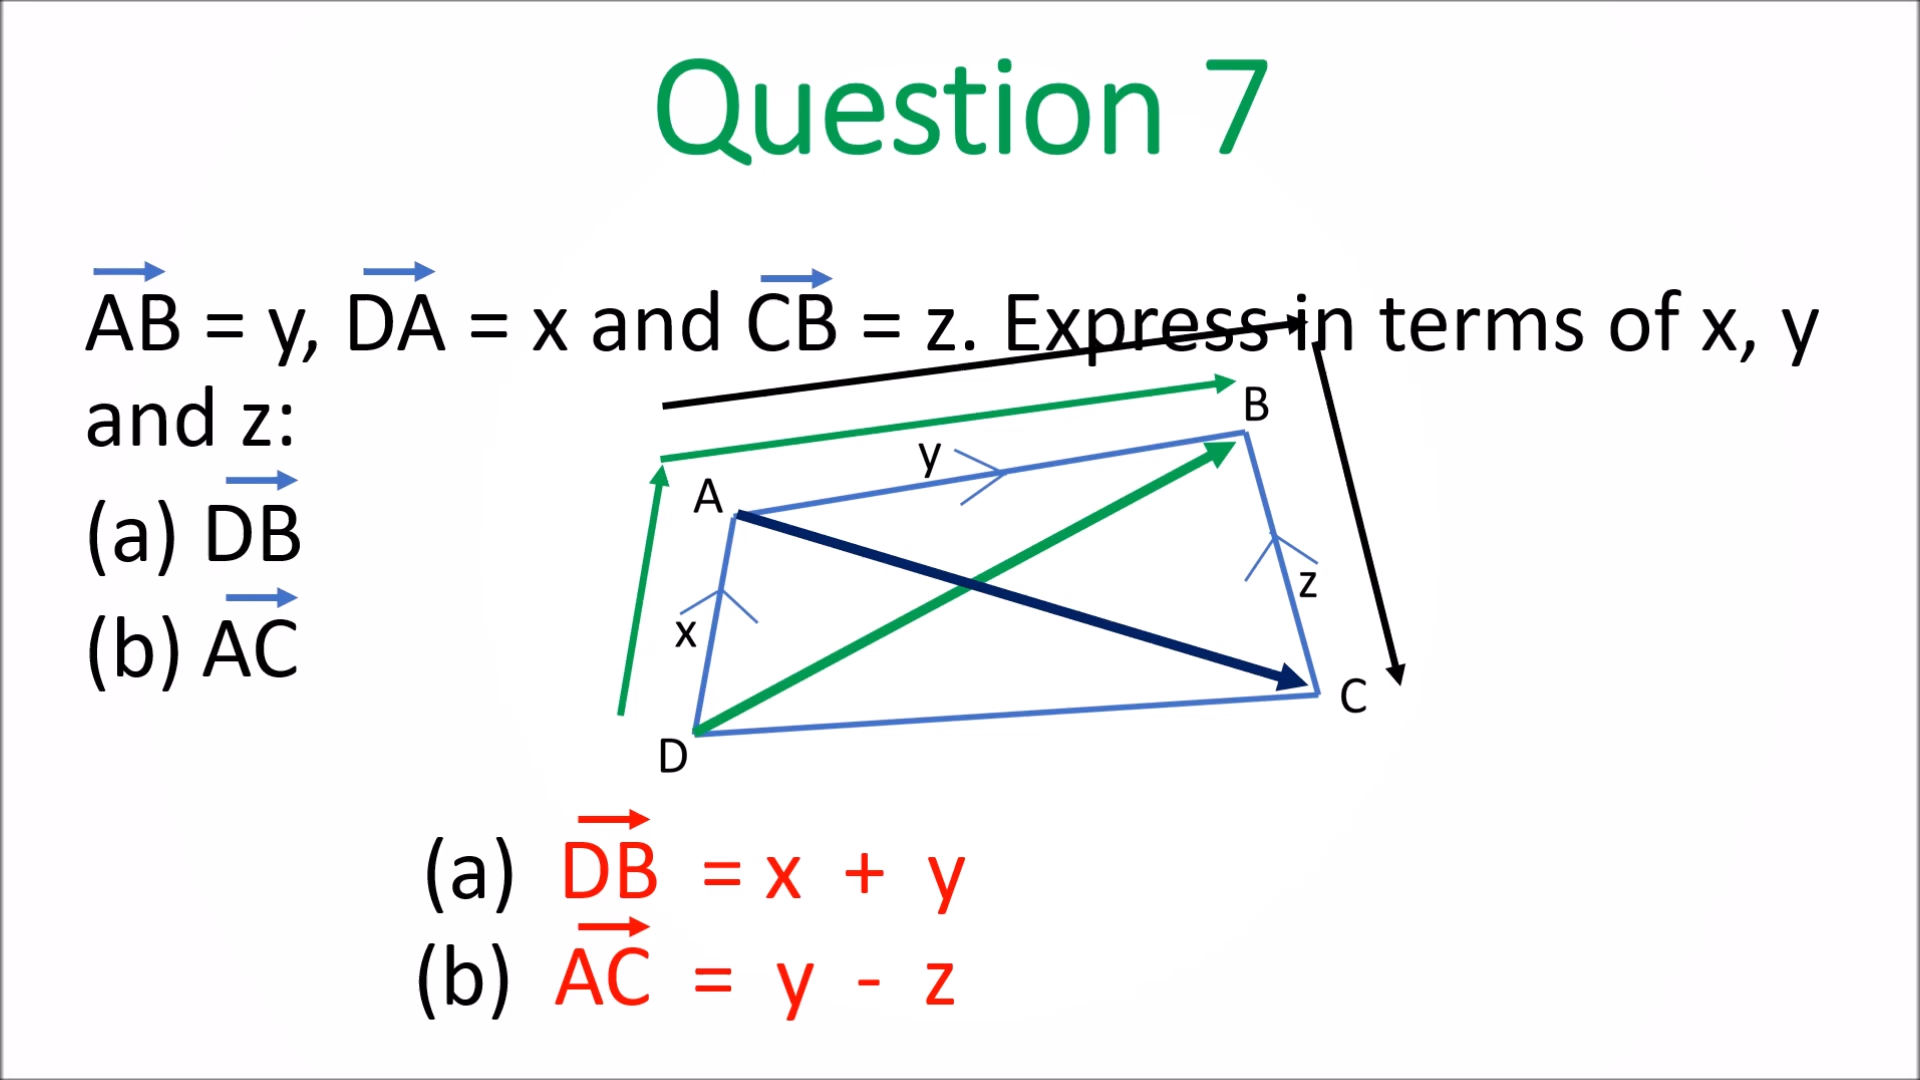 Question 7
AB = y, DA = x and CB = z. Express in terms of x, y
and z:
(a) DB
(b) AC
A
y
B
x
z
D
C
(a) DB = x + y
(b) AC = y - z